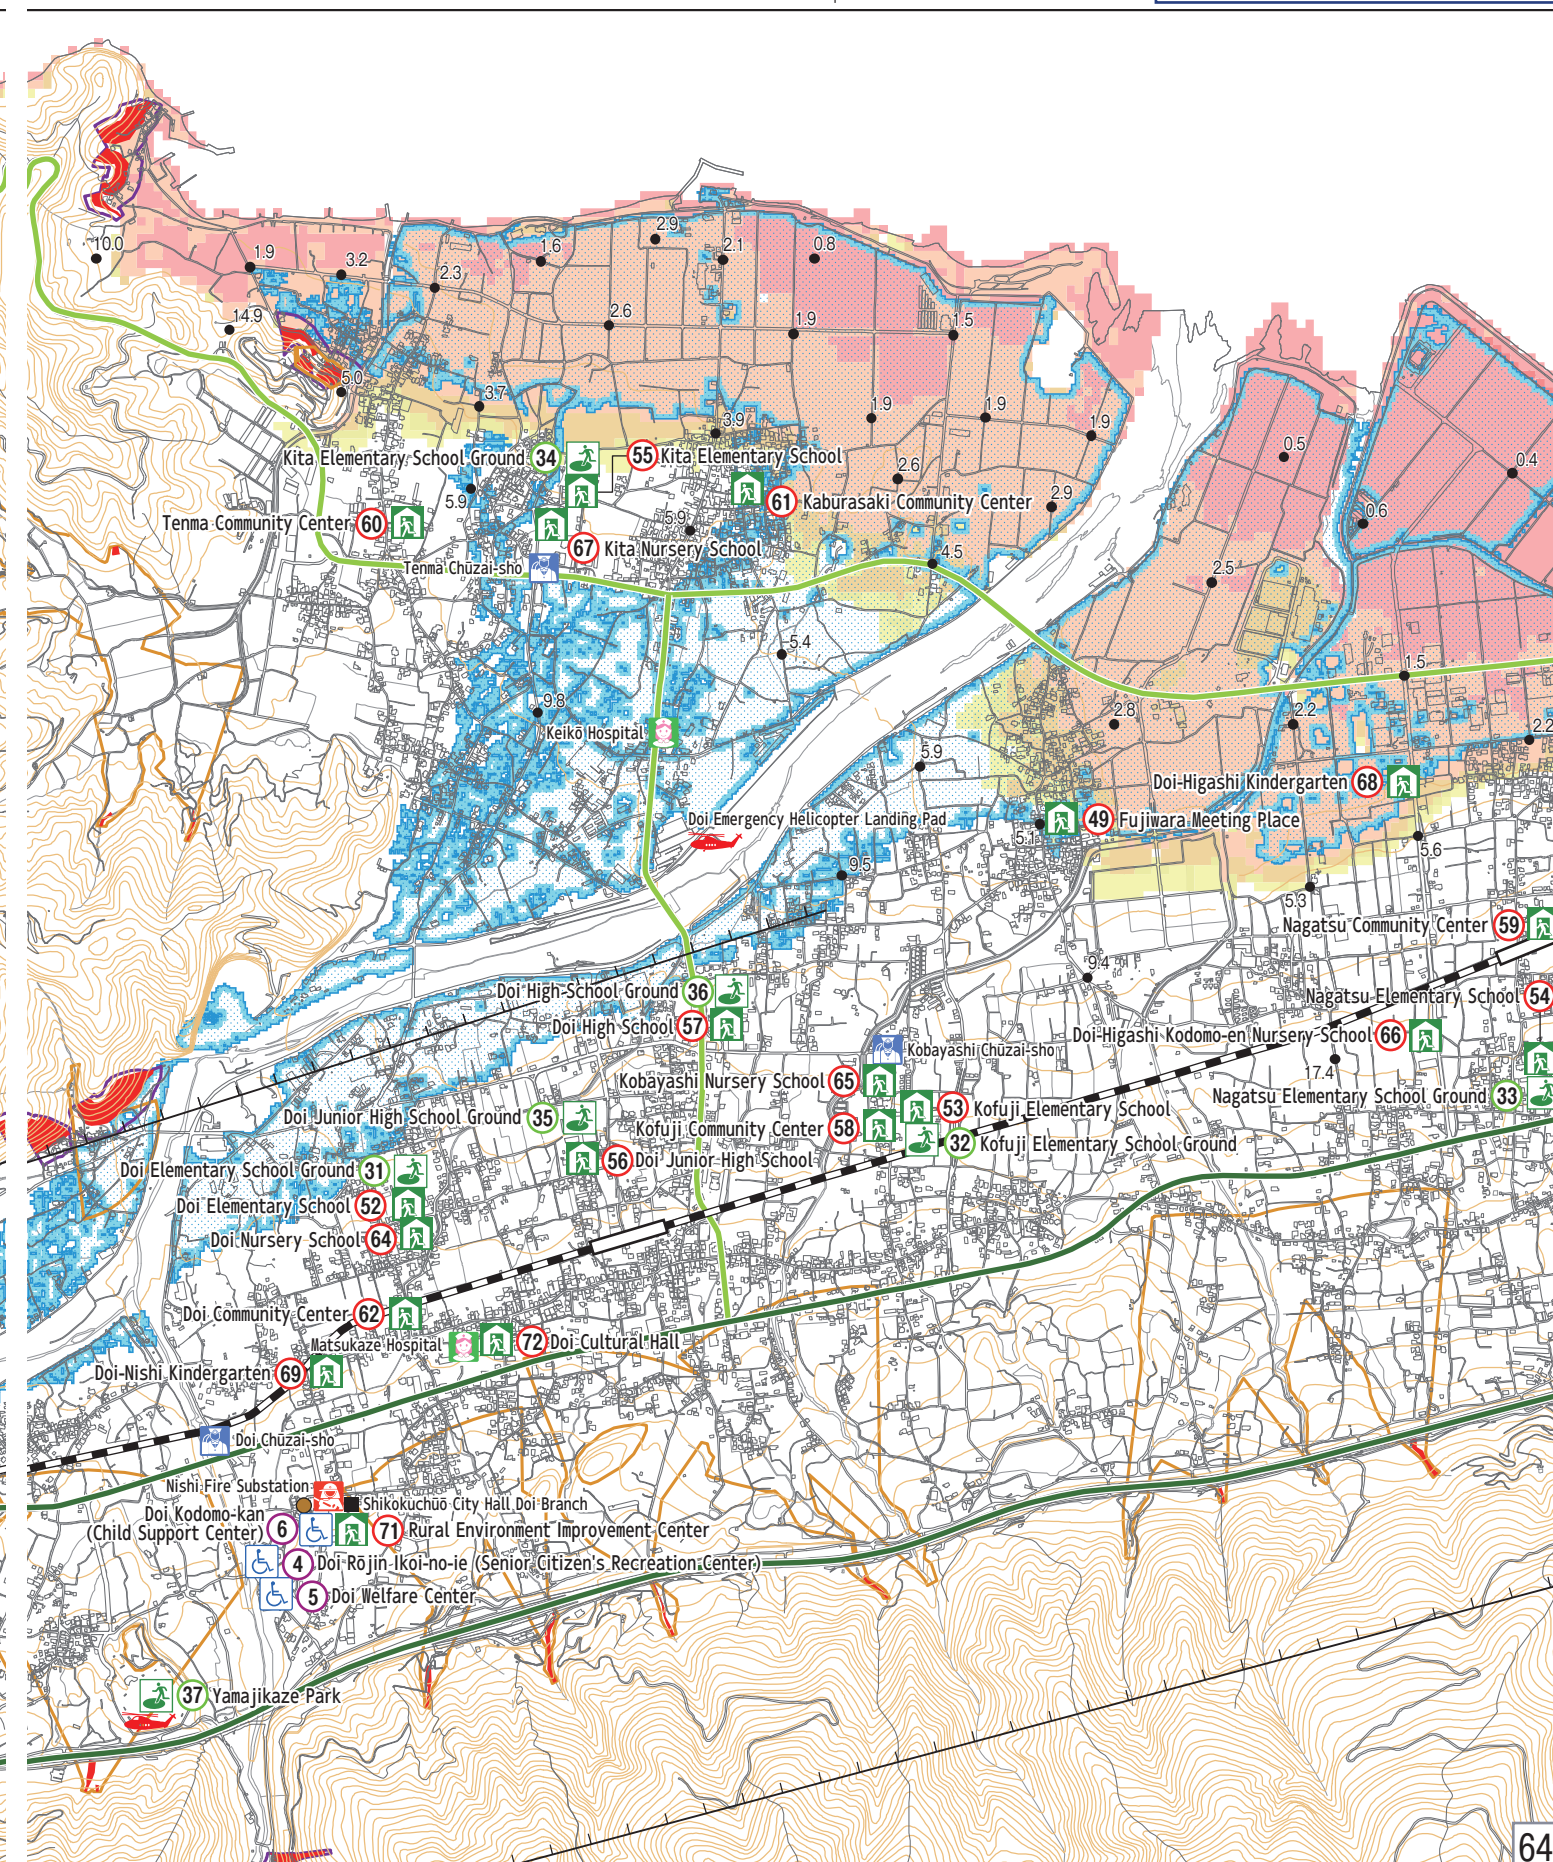 10.0
1.9
3.2
2.3
1.6
2.9
2.1
0.8
14.9
2.6
1.9
1.5
5.0
3.7
3.9
1.9
1.9
1.9
0.5
0.4
Kita Elementary School Ground 34
55 Kita Elementary School
2.6
5.9
61 Kaburasaki Community Center
2.9
0.6
Tenma Community Center 60
5.9
67 Kita Nursery School
Tenma Chūzai-sho
4.5
2.5
5.4
1.5
9.8
2.8
2.2
2.2
Keikō Hospital
5.9
Doi-Higashi Kindergarten 68
Doi Emergency Helicopter Landing Pad
49 Fujiwara Meeting Place
5.1
5.6
9.5
5.3
Nagatsu Community Center 59
9.4
Doi High School Ground 36
Nagatsu Elementary School 54
Doi High School 57
Doi-Higashi Kodomo-en Nursery School 66
Kobayashi Chūzai-sho
17.4
Kobayashi Nursery School 65
Nagatsu Elementary School Ground 33
53 Kofuji Elementary School
Doi Junior High School Ground 35
Kofuji Community Center 58
32 Kofuji Elementary School Ground
56 Doi Junior High School
Doi Elementary School Ground 31
Doi Elementary School 52
Doi Nursery School 64
Doi Community Center 62
Matsukaze Hospital
72 Doi Cultural Hall
Doi-Nishi Kindergarten 69
Doi Chūzai-sho
Nishi Fire Substation
Shikokuchūō City Hall Doi Branch
Doi Kodomo-kan
(Child Support Center) 6
71 Rural Environment Improvement Center
4 Doi Rōjin Ikoi-no-ie (Senior Citizen's Recreation Center)
5 Doi Welfare Center
37 Yamajikaze Park
64